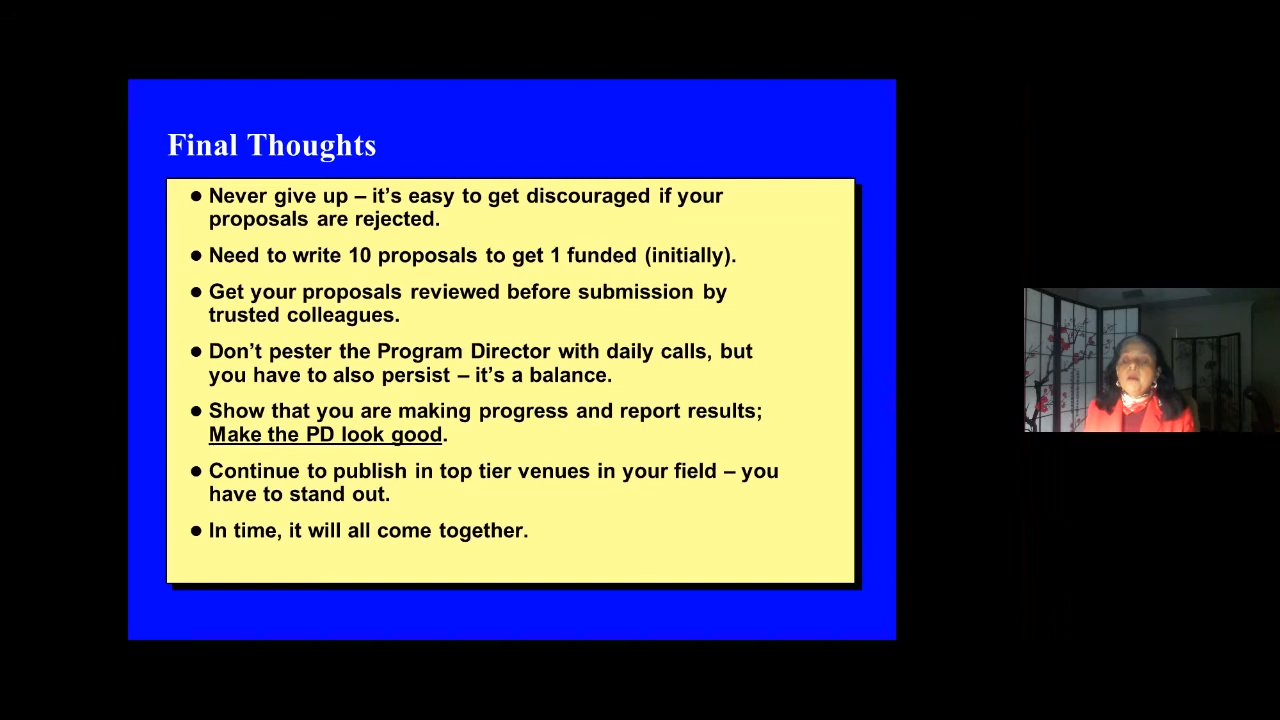 Final Thoughts
● Never give up – it’s easy to get discouraged if your
proposals are rejected.
● Need to write 10 proposals to get 1 funded (initially).
● Get your proposals reviewed before submission by
trusted colleagues.
● Don’t pester the Program Director with daily calls, but
you have to also persist – it’s a balance.
● Show that you are making progress and report results;
Make the PD look good.
● Continue to publish in top tier venues in your field – you
have to stand out.
● In time, it will all come together.